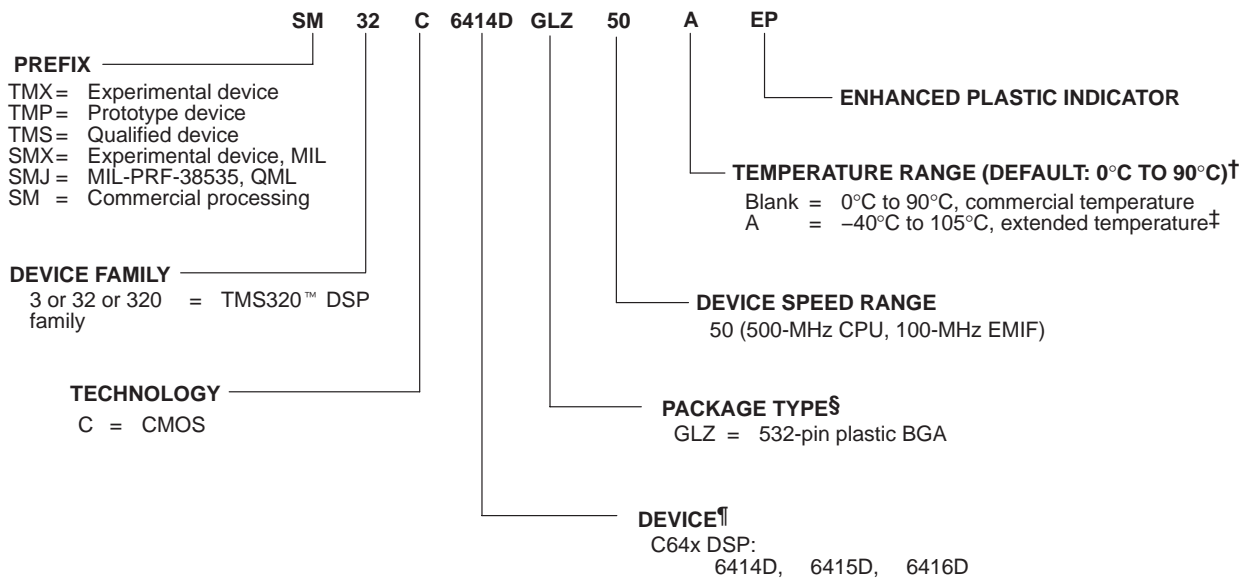 SM 32 C 6414D GLZ 50 A EP
PREFIX
TMX = Experimental device
TMP = Prototype device
TMS = Qualified device
SMX = Experimental device, MIL
SMJ = MIL-PRF-38535, QML
SM = Commercial processing
ENHANCED PLASTIC INDICATOR
TEMPERATURE RANGE (DEFAULT: 0°C TO 90°C)†
Blank = 0°C to 90°C, commercial temperature
A = −40°C to 105°C, extended temperature‡
DEVICE FAMILY
3 or 32 or 320 = TMS320™ DSP
family
DEVICE SPEED RANGE
50 (500-MHz CPU, 100-MHz EMIF)
TECHNOLOGY
C = CMOS
PACKAGE TYPE§
GLZ = 532-pin plastic BGA
DEVICE¶
C64x DSP:
6414D, 6415D, 6416D